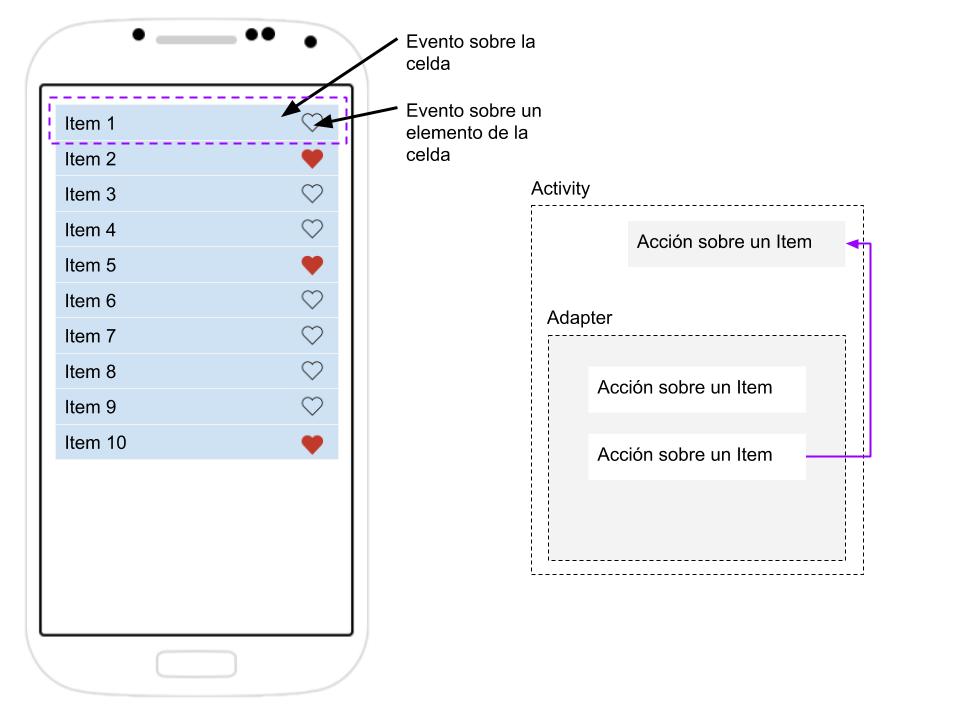 Evento sobre la
celda
Evento sobre un
elemento de la
celda
Item 1
Item 2
Item 3
Item 4
Item 5
Item 6
Item 7
Item 8
Item 9
Item 10
Activity
Acción sobre un Item
Adapter
Acción sobre un Item
Acción sobre un Item